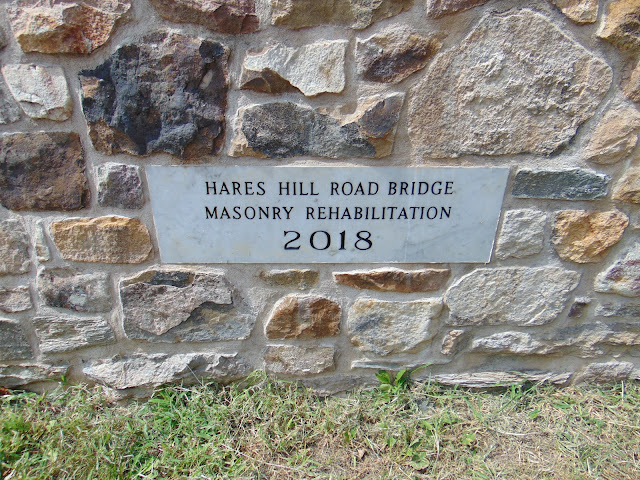 HARES HILL ROAD BRIDGE
MASONRY REHABILITATION
2018